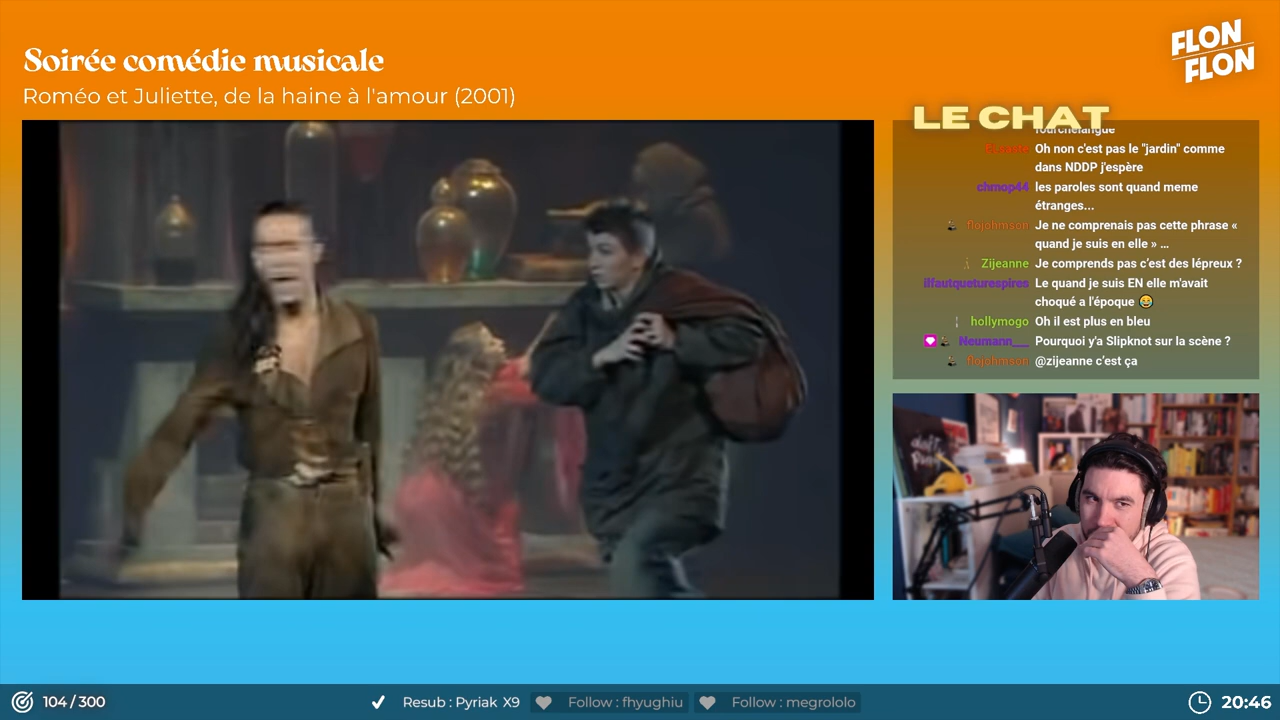 Soirée comédie musicale
Roméo et Juliette, de la haine à l'amour (2001)
FLON
FLON
LE CHAT
fourchelangue
Oh non c'est pas le "jardin" comme
dans NDDP j'espère
chmop44 les paroles sont quand meme
étranges...
flojohmson Je ne comprenais pas cette phrase «
quand je suis en elle » ...
Zijeanne Je comprends pas c'est des lépreux ?
ilfautqueturespires Le quand je suis EN elle m'avait
choqué a l'époque 😂
hollymogo Oh il est plus en bleu
Neumann___ Pourquoi y'a Slipknot sur la scène ?
flojohmson @zijeanne c'est ça
104 / 300
Resub : Pyriak X9
Follow : fhyughiu
Follow : megrololo
20:46